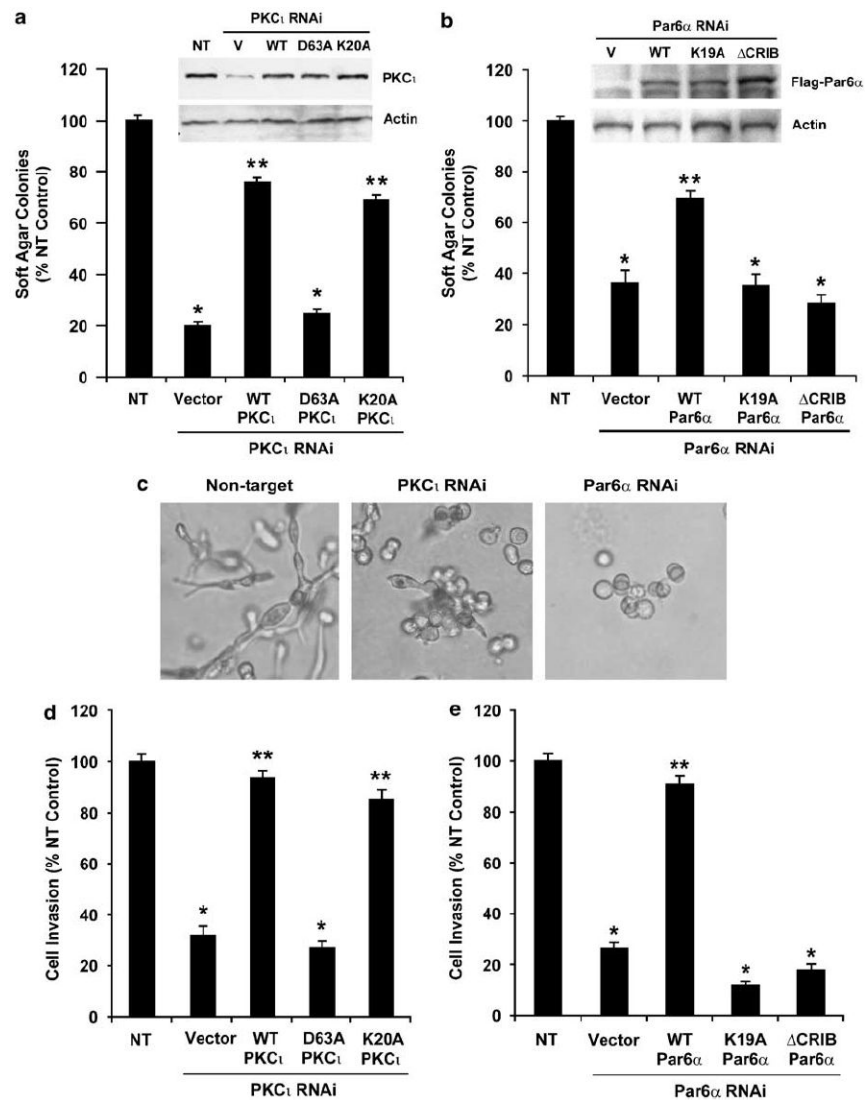 a
PKCι RNAi
NT V WT D63A K20A
PKCι
Actin
Soft Agar Colonies
(% NT Control)
120
100
80
60
40
20
0
*
**
*
**
NT Vector WT PKCι D63A PKCι K20A PKCι
PKCι RNAi
b
Par6α RNAi
V WT K19A ΔCRIB
Flag-Par6α
Actin
Soft Agar Colonies
(% NT Control)
120
100
80
60
40
20
0
*
**
*
*
NT Vector WT Par6α K19A Par6α ΔCRIB Par6α
Par6α RNAi
c
Non-target PKCι RNAi Par6α RNAi
d
Cell Invasion (% NT Control)
120
100
80
60
40
20
0
*
**
*
**
NT Vector WT PKCι D63A PKCι K20A PKCι
PKCι RNAi
e
Cell Invasion (% NT Control)
120
100
80
60
40
20
0
*
**
*
*
NT Vector WT Par6α K19A Par6α ΔCRIB Par6α
Par6α RNAi